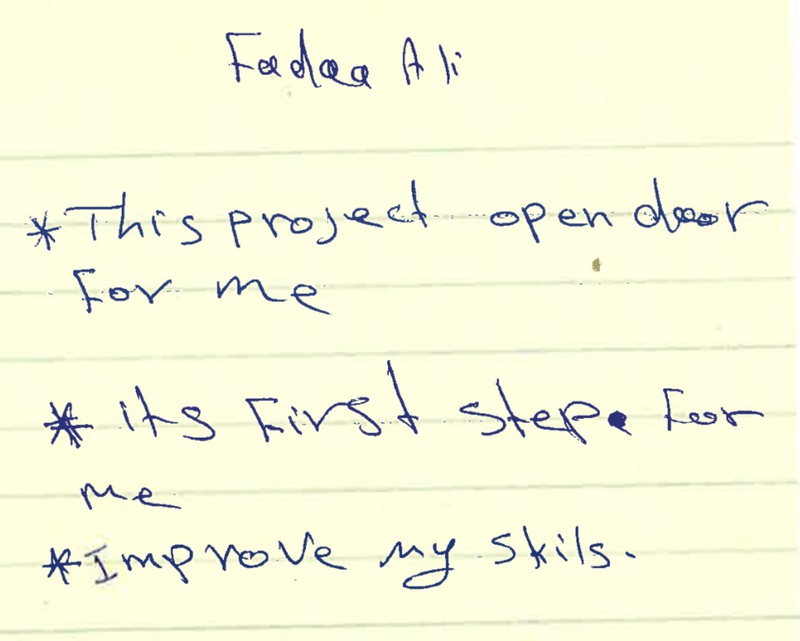 Fadaa Ali
* This project open door
For me
* its First step. For
me
* Improve my skils.